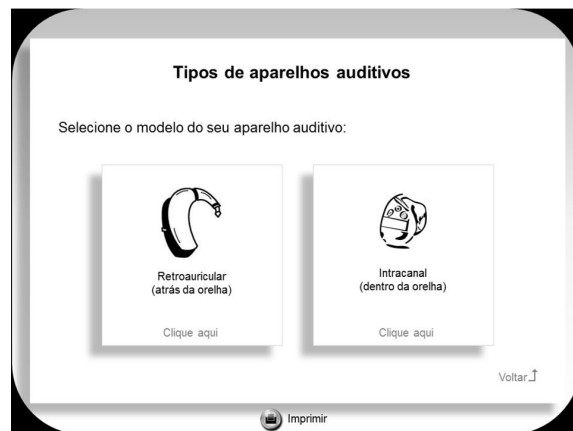 Tipos de aparelhos auditivos
Selecione o modelo do seu aparelho auditivo:
Retroauricular
(atrás da orelha)
Clique aqui
Intracanal
(dentro da orelha)
Clique aqui
Voltar
Imprimir